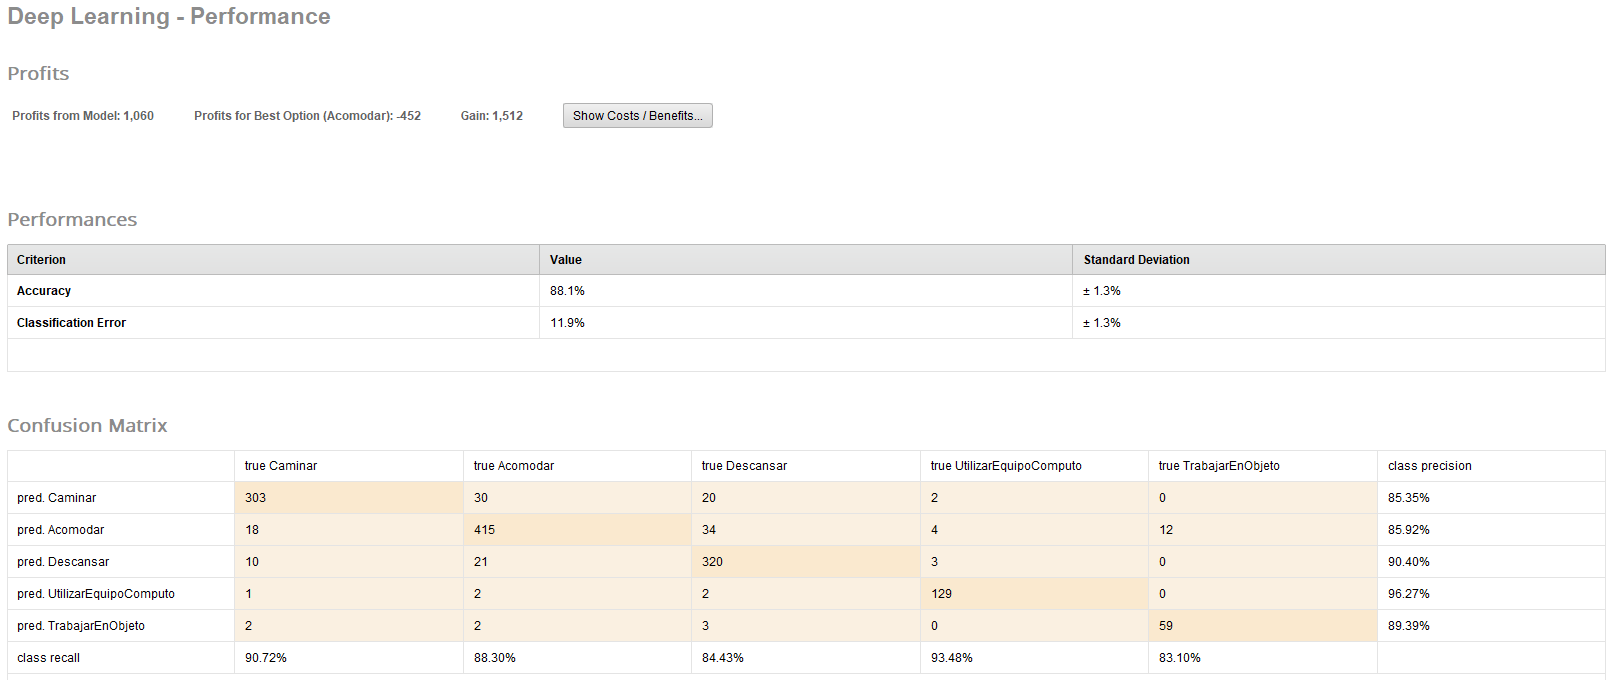 Deep Learning - Performance
Profits
Profits from Model: 1,060 Profits for Best Option (Acomodar): -452 Gain: 1,512 Show Costs / Benefits...
Performances
Criterion Value Standard Deviation
Accuracy 88.1% ± 1.3%
Classification Error 11.9% ± 1.3%
Confusion Matrix
true Caminar true Acomodar true Descansar true UtilizarEquipoComputo true TrabajarEnObjeto class precision
pred. Caminar 303 30 20 2 0 85.35%
pred. Acomodar 18 415 34 4 12 85.92%
pred. Descansar 10 21 320 3 0 90.40%
pred. UtilizarEquipoComputo 1 2 2 129 0 96.27%
pred. TrabajarEnObjeto 2 2 3 0 59 89.39%
class recall 90.72% 88.30% 84.43% 93.48% 83.10%